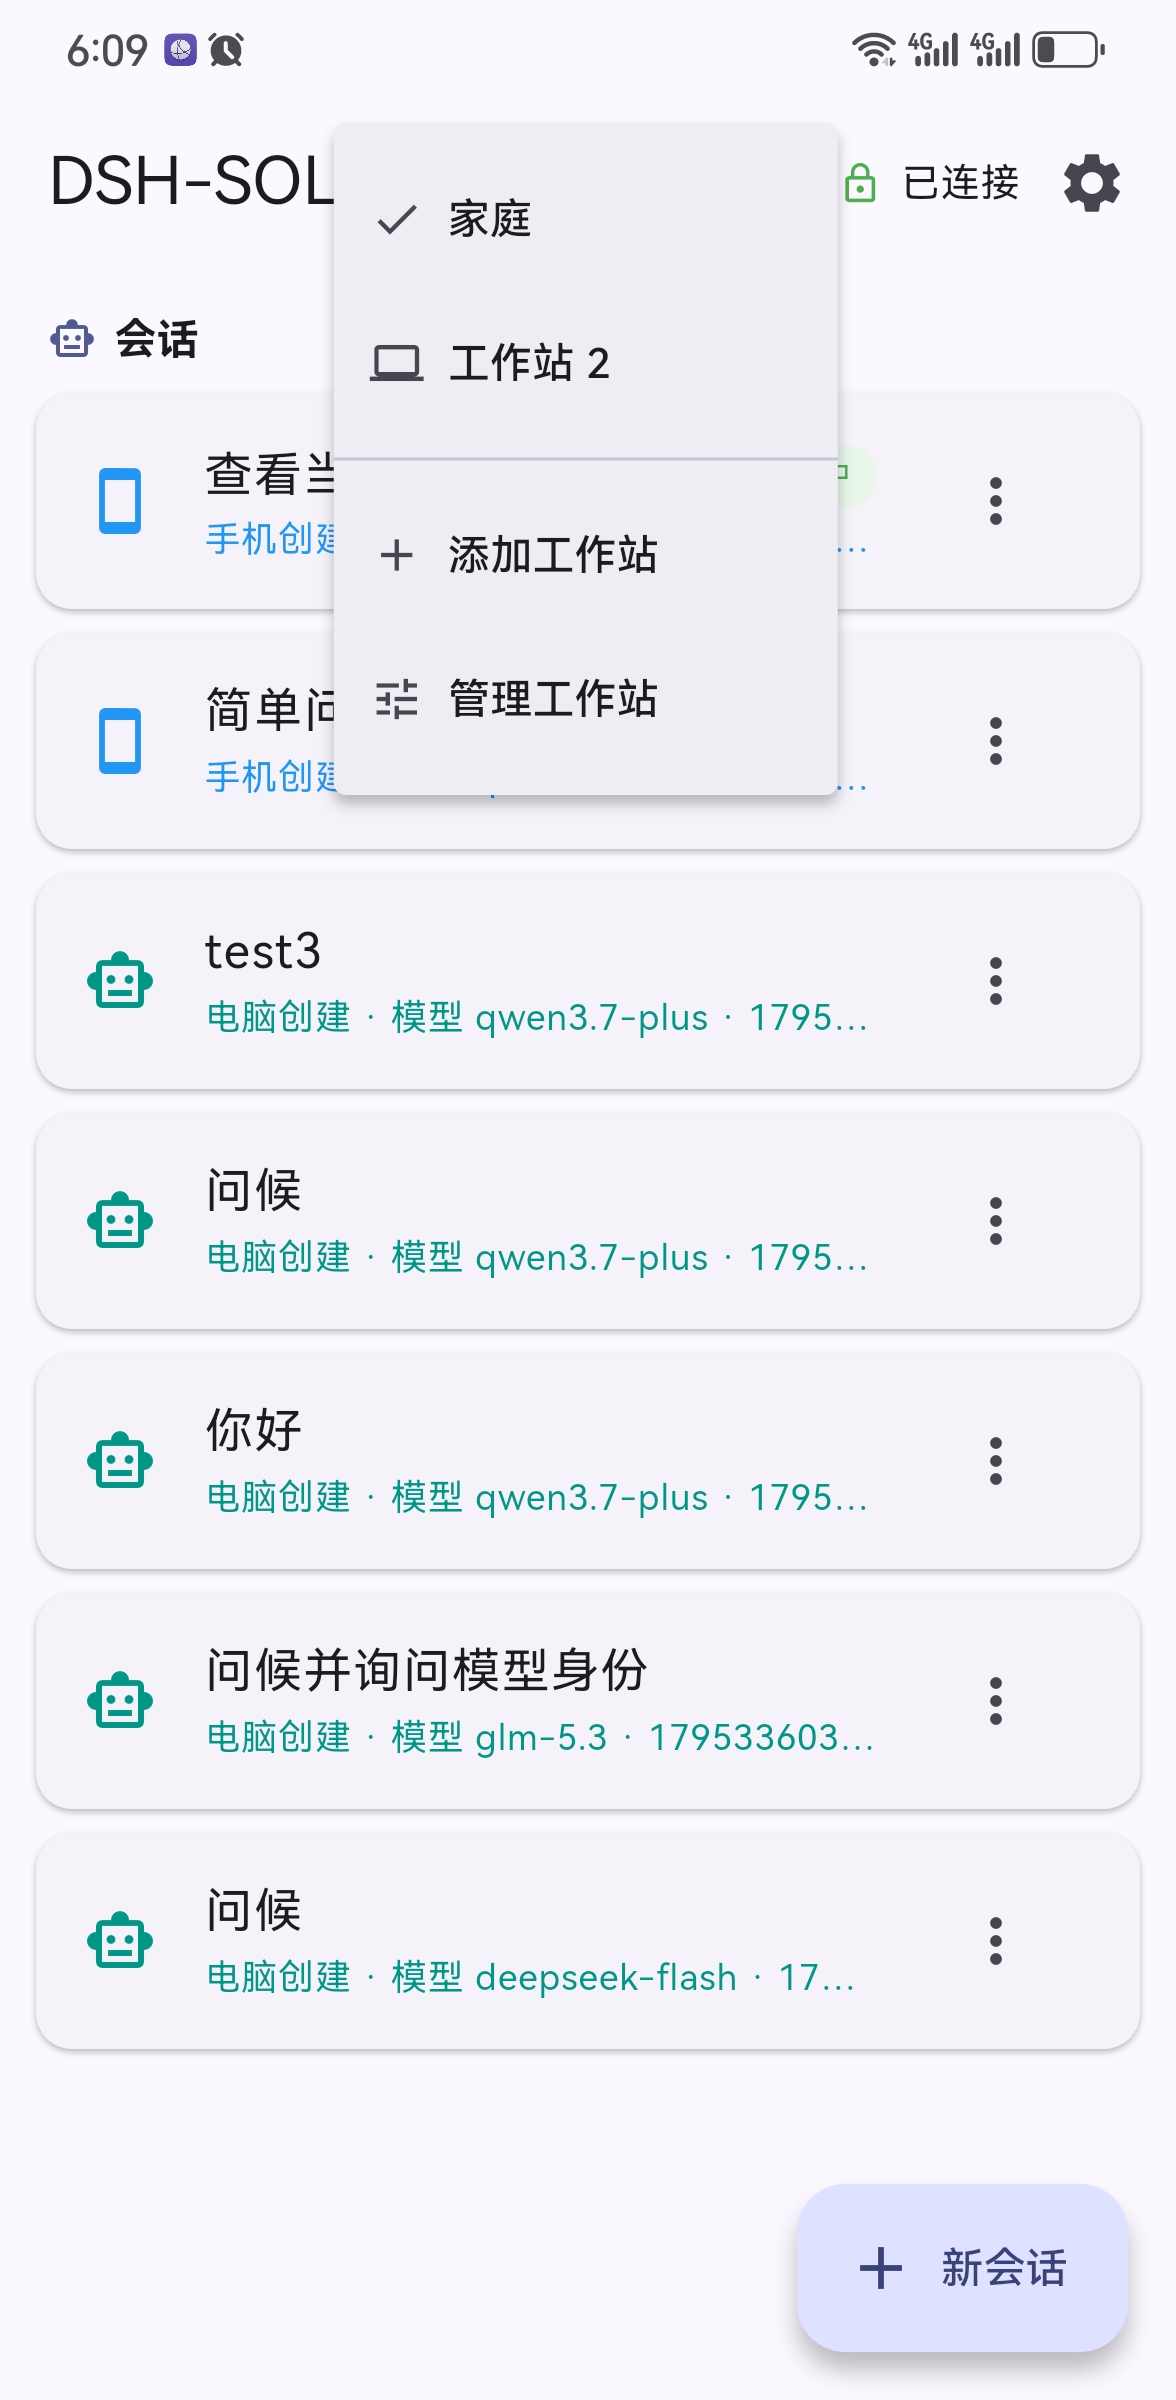 6:09
4G 4G
DSH-SOL
已连接
家庭
工作站 2
添加工作站
管理工作站
会话
查看当
手机创建
...
简单问
手机创建
...
test3
电脑创建 · 模型 qwen3.7-plus · 1795...
问候
电脑创建 · 模型 qwen3.7-plus · 1795...
你好
电脑创建 · 模型 qwen3.7-plus · 1795...
问候并询问模型身份
电脑创建 · 模型 glm-5.3 · 179533603...
问候
电脑创建 · 模型 deepseek-flash · 17...
新会话